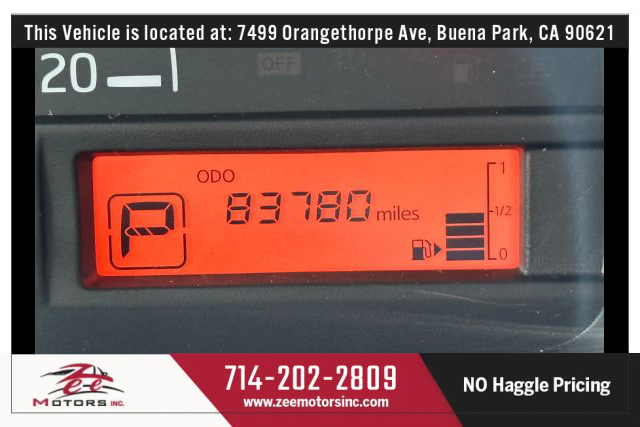 This Vehicle is located at: 7499 Orangethorpe Ave, Buena Park, CA 90621
20
OFF
ODO
83780 miles
1
1/2
0
P
Zee
MOTORS INC.
714-202-2809
www.zeemotorsinc.com
NO Haggle Pricing